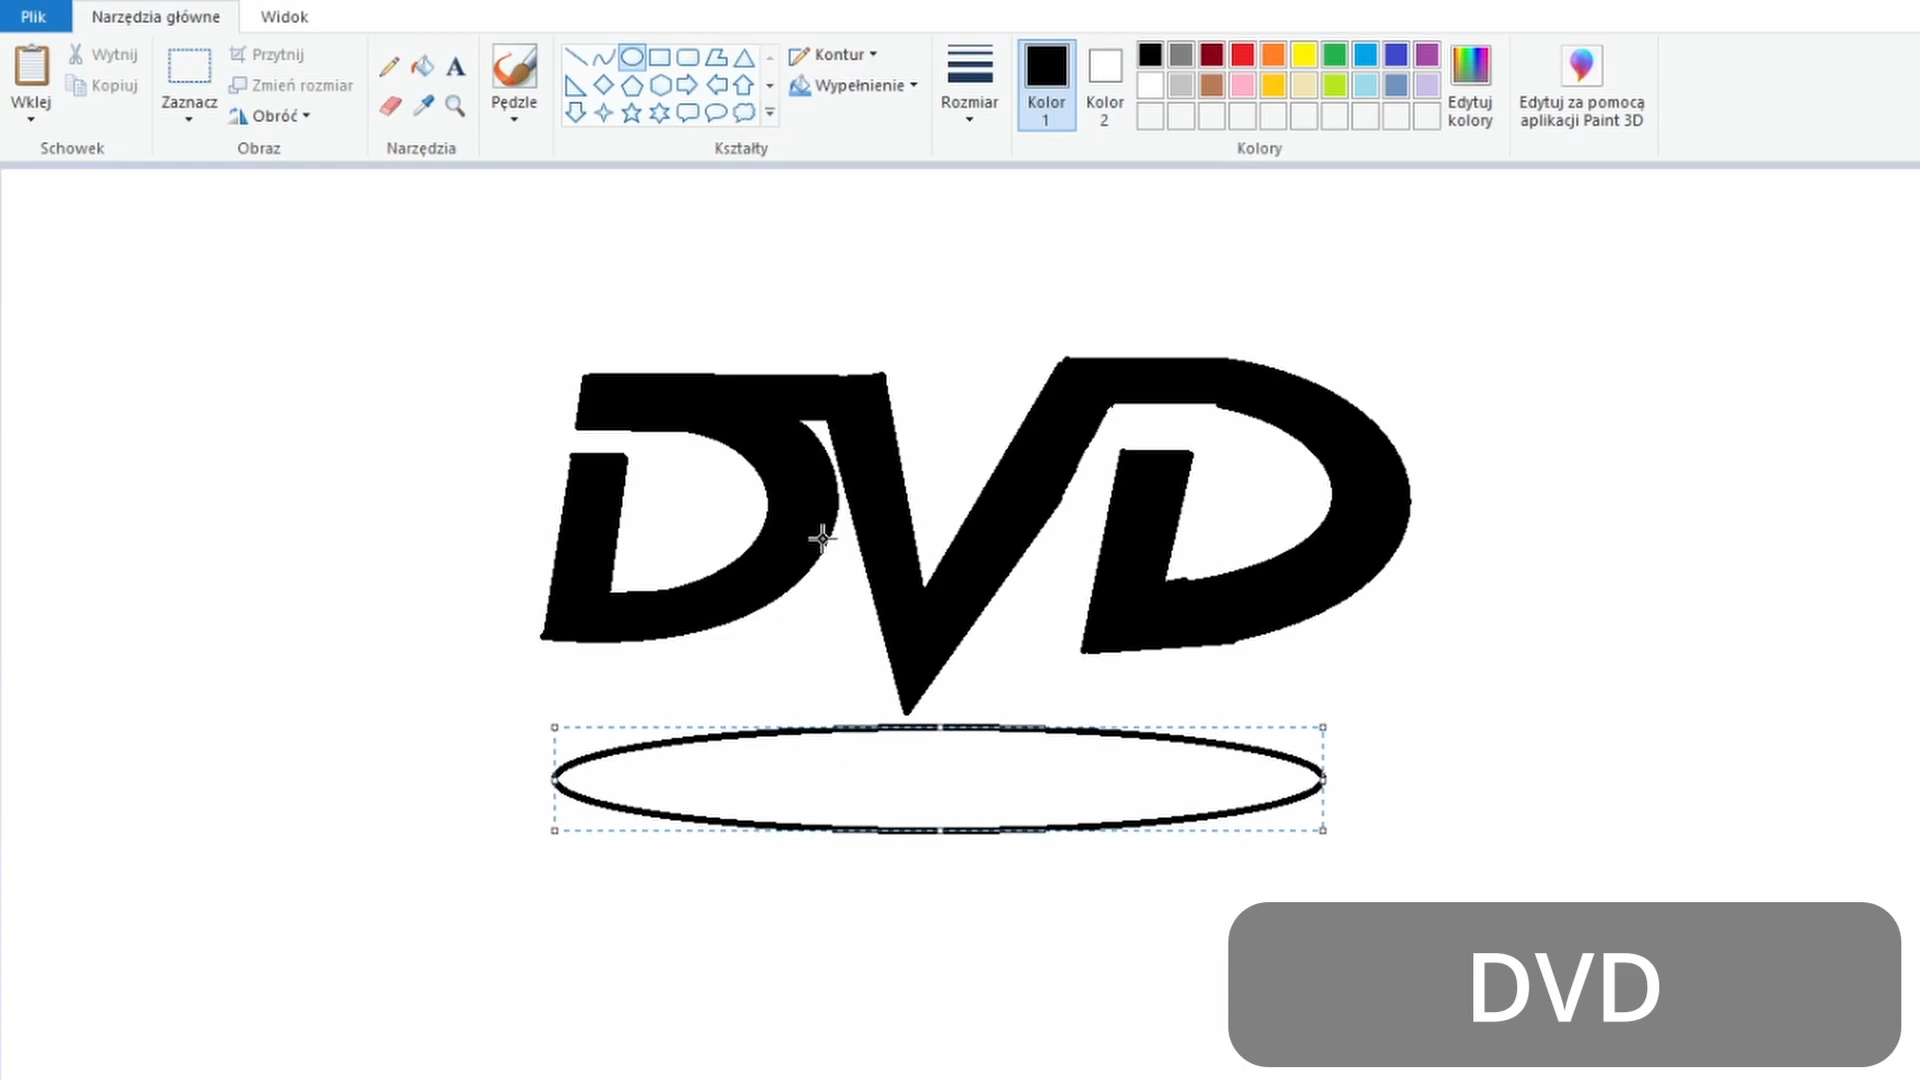 Plik Narzędzia główne Widok
Wklej
Wytnij
Kopiuj
Schowek
Zaznacz
Przytnij
Zmień rozmiar
Obróć
Obraz
A
Narzędzia
Pędzle
Kształty
Kontur
Wypełnienie
Rozmiar
Kolor
1
Kolor
2
Kolory
Edytuj
kolory
Edytuj za pomocą
aplikacji Paint 3D
DVD
DVD